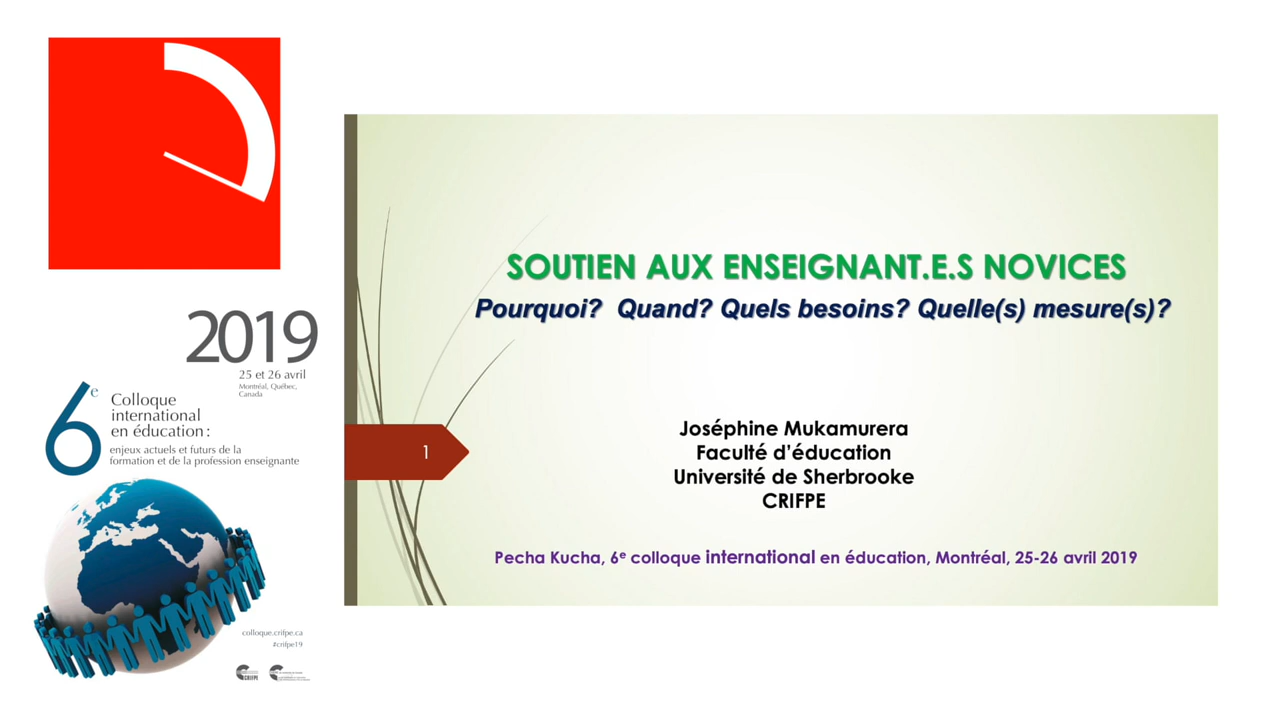 2019
25 et 26 avril
Montréal, Québec,
Canada
6e
Colloque
international
en éducation :
enjeux actuels et futurs de la
formation et de la profession enseignante
colloque.crifpe.ca
#crifpe19
CRIFPE
SOUTIEN AUX ENSEIGNANT.E.S NOVICES
Pourquoi? Quand? Quels besoins? Quelle(s) mesure(s)?
1
Joséphine Mukamurera
Faculté d'éducation
Université de Sherbrooke
CRIFPE
Pecha Kucha, 6e colloque international en éducation, Montréal, 25-26 avril 2019